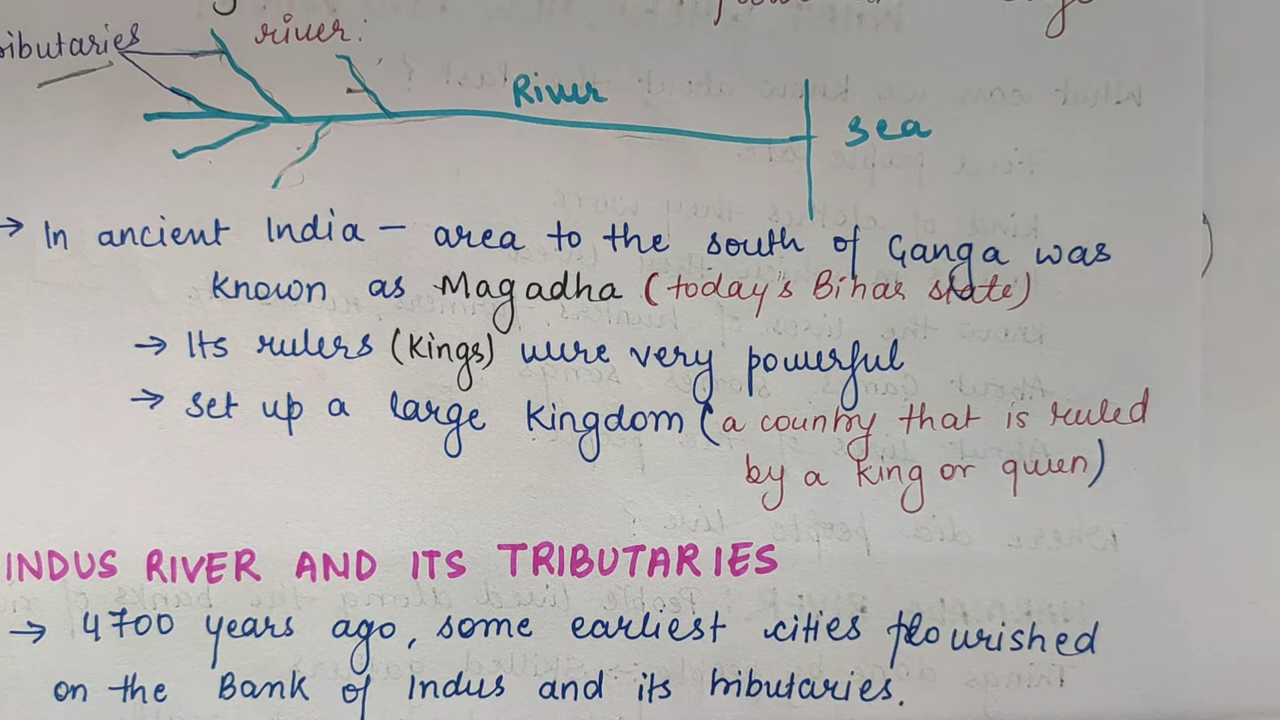 river.
tributaries
River
sea
→ In ancient India — area to the south of Ganga was
known as Magadha (today's Bihar state)
→ Its rulers (kings) were very powerful
→ set up a large kingdom (a country that is ruled
by a king or queen)
INDUS RIVER AND ITS TRIBUTARIES
→ 4700 years ago, some earliest cities flourished
on the Bank of Indus and its tributaries.